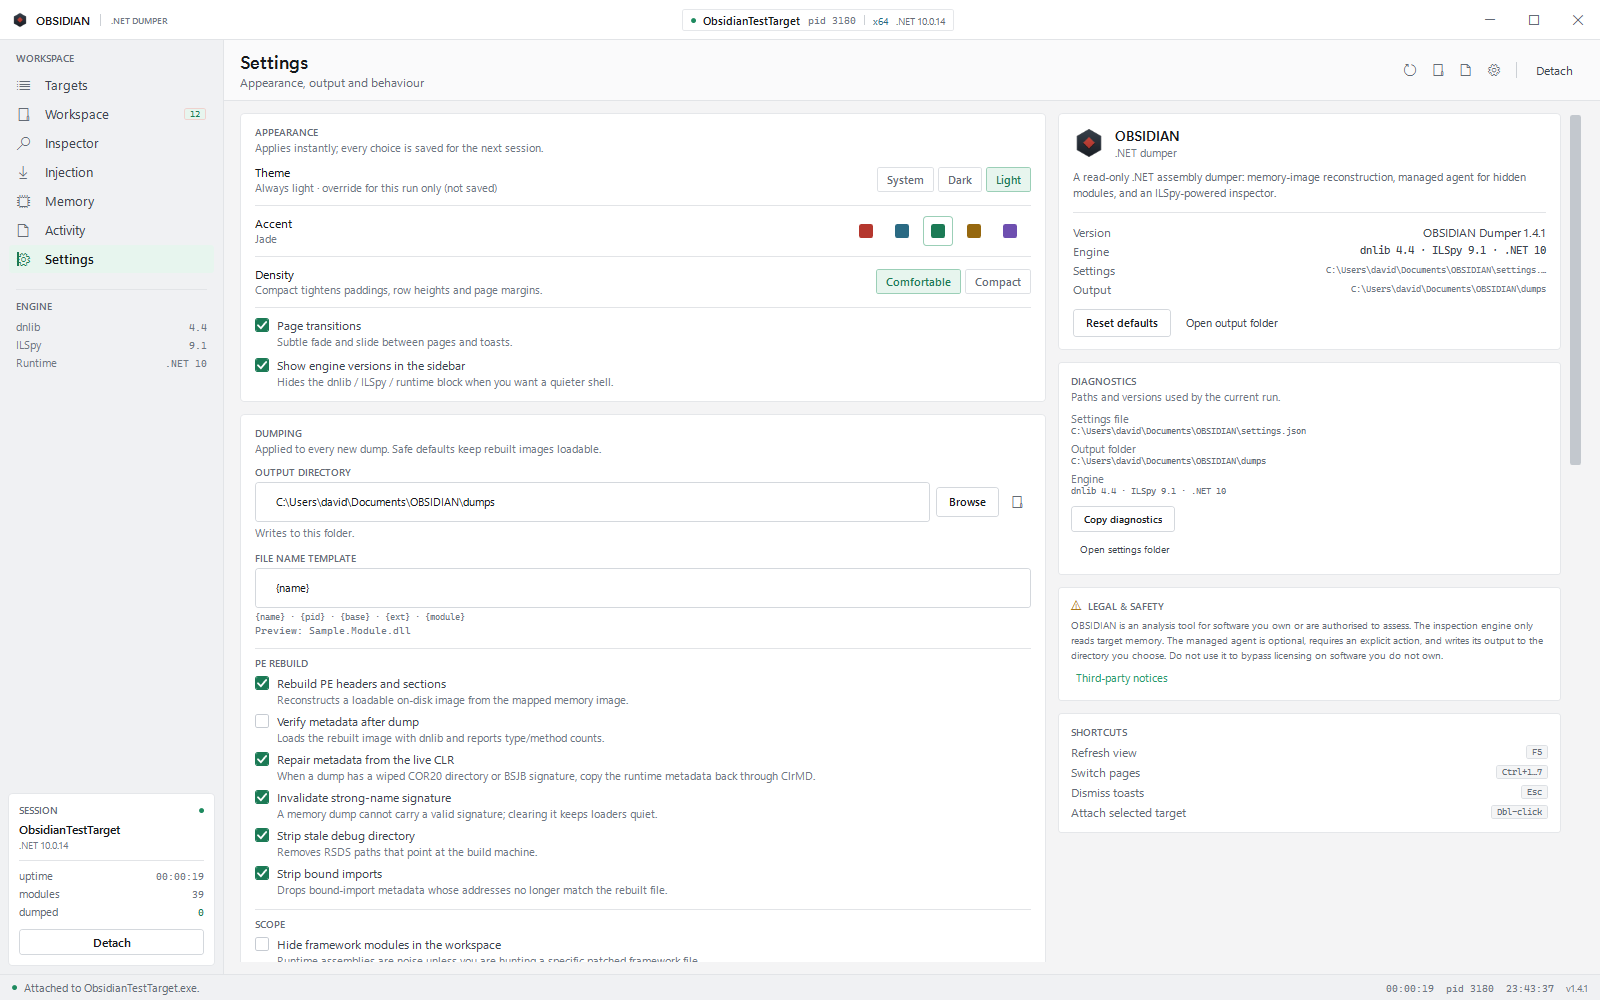 OBSIDIAN .NET DUMPER
ObsidianTestTarget pid 3180 x64 .NET 10.0.14
WORKSPACE
Targets
Workspace 12
Inspector
Injection
Memory
Activity
Settings
ENGINE
dnlib 4.4
ILSpy 9.1
Runtime .NET 10
SESSION
ObsidianTestTarget
.NET 10.0.14
uptime 00:00:19
modules 39
dumped 0
Detach
Settings
Appearance, output and behaviour
Detach
APPEARANCE
Applies instantly; every choice is saved for the next session.
Theme
Always light · override for this run only (not saved)
System Dark Light
Accent
Jade
Density
Compact tightens paddings, row heights and page margins.
Comfortable Compact
Page transitions
Subtle fade and slide between pages and toasts.
Show engine versions in the sidebar
Hides the dnlib / ILSpy / runtime block when you want a quieter shell.
DUMPING
Applied to every new dump. Safe defaults keep rebuilt images loadable.
OUTPUT DIRECTORY
C:\Users\david\Documents\OBSIDIAN\dumps
Browse
Writes to this folder.
FILE NAME TEMPLATE
{name}
{name} · {pid} · {base} · {ext} · {module}
Preview: Sample.Module.dll
PE REBUILD
Rebuild PE headers and sections
Reconstructs a loadable on-disk image from the mapped memory image.
Verify metadata after dump
Loads the rebuilt image with dnlib and reports type/method counts.
Repair metadata from the live CLR
When a dump has a wiped COR20 directory or BSJB signature, copy the runtime metadata back through ClrMD.
Invalidate strong-name signature
A memory dump cannot carry a valid signature; clearing it keeps loaders quiet.
Strip stale debug directory
Removes RSDS paths that point at the build machine.
Strip bound imports
Drops bound-import metadata whose addresses no longer match the rebuilt file.
SCOPE
Hide framework modules in the workspace
Runtime assemblies are noise unless you are hunting a specific patched framework file.
OBSIDIAN
.NET dumper
A read-only .NET assembly dumper: memory-image reconstruction, managed agent for hidden
modules, and an ILSpy-powered inspector.
Version OBSIDIAN Dumper 1.4.1
Engine dnlib 4.4 · ILSpy 9.1 · .NET 10
Settings C:\Users\david\Documents\OBSIDIAN\settings.…
Output C:\Users\david\Documents\OBSIDIAN\dumps
Reset defaults Open output folder
DIAGNOSTICS
Paths and versions used by the current run.
Settings file
C:\Users\david\Documents\OBSIDIAN\settings.json
Output folder
C:\Users\david\Documents\OBSIDIAN\dumps
Engine
dnlib 4.4 · ILSpy 9.1 · .NET 10
Copy diagnostics
Open settings folder
LEGAL & SAFETY
OBSIDIAN is an analysis tool for software you own or are authorised to assess. The inspection engine only
reads target memory. The managed agent is optional, requires an explicit action, and writes its output to the
directory you choose. Do not use it to bypass licensing on software you do not own.
Third-party notices
SHORTCUTS
Refresh view F5
Switch pages Ctrl+1…7
Dismiss toasts Esc
Attach selected target Dbl-click
Attached to ObsidianTestTarget.exe.
00:00:19 pid 3180 23:43:37 v1.4.1